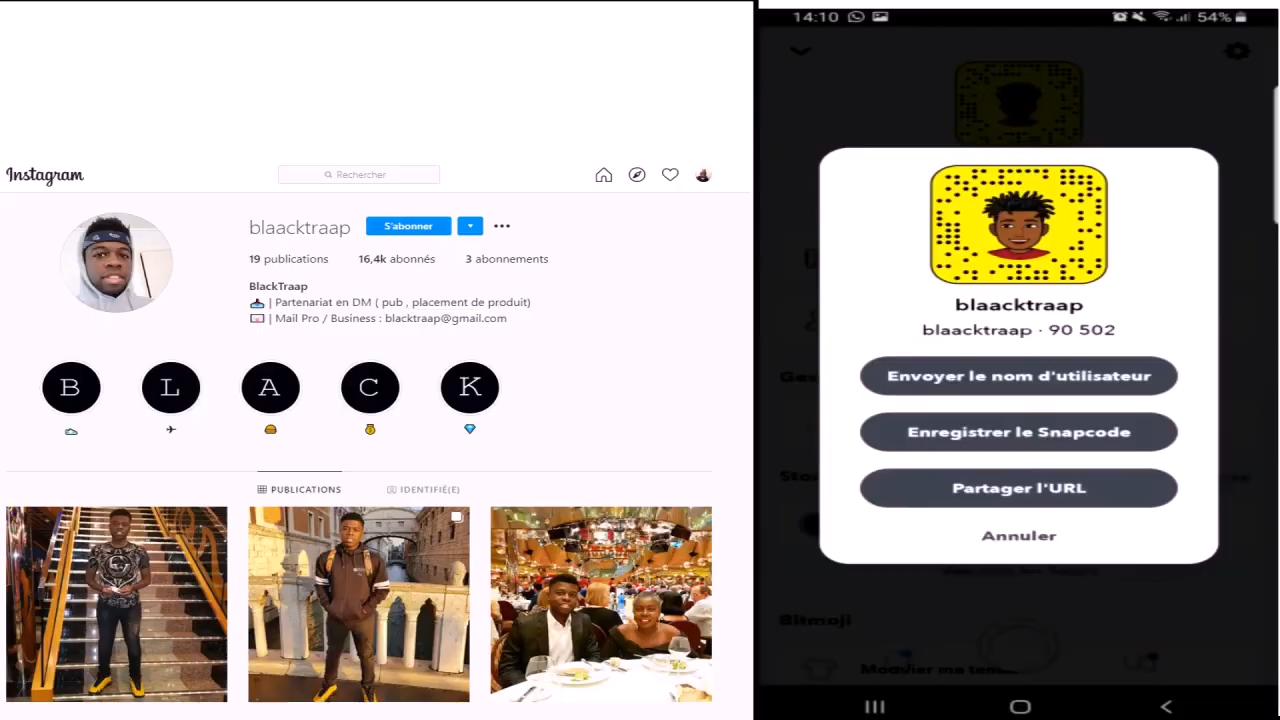 Instagram
Rechercher
blaacktraap
S'abonner
19 publications 16,4k abonnés 3 abonnements
BlackTraap
| Partenariat en DM ( pub , placement de produit)
| Mail Pro / Business : blacktraap@gmail.com
B L A C K
PUBLICATIONS IDENTIFIÉ(E)
14:10 54%
blaacktraap
blaacktraap · 90 502
Envoyer le nom d'utilisateur
Enregistrer le Snapcode
Partager l'URL
Annuler
Bitmoji